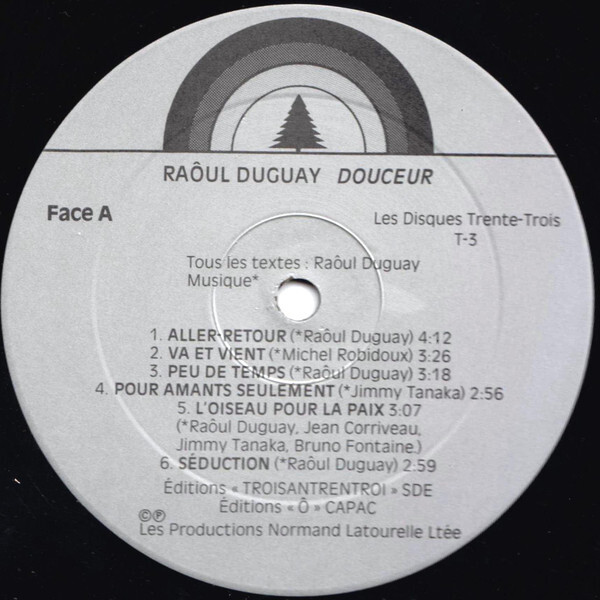 RAÔUL DUGUAY DOUCEUR
Face A
Les Disques Trente-Trois
T-3
Tous les textes : Raôul Duguay
Musique*
1. ALLER-RETOUR (*Raôul Duguay) 4:12
2. VA ET VIENT (*Michel Robidoux) 3:26
3. PEU DE TEMPS (*Raôul Duguay) 3:18
4. POUR AMANTS SEULEMENT (*Jimmy Tanaka) 2:56
5. L'OISEAU POUR LA PAIX 3:07
(*Raôul Duguay, Jean Corriveau,
Jimmy Tanaka, Bruno Fontaine.)
6. SÉDUCTION (*Raôul Duguay) 2:59
Éditions « TROISANTRENTROI » SDE
Éditions « Ô » CAPAC
©℗
Les Productions Normand Latourelle Ltée